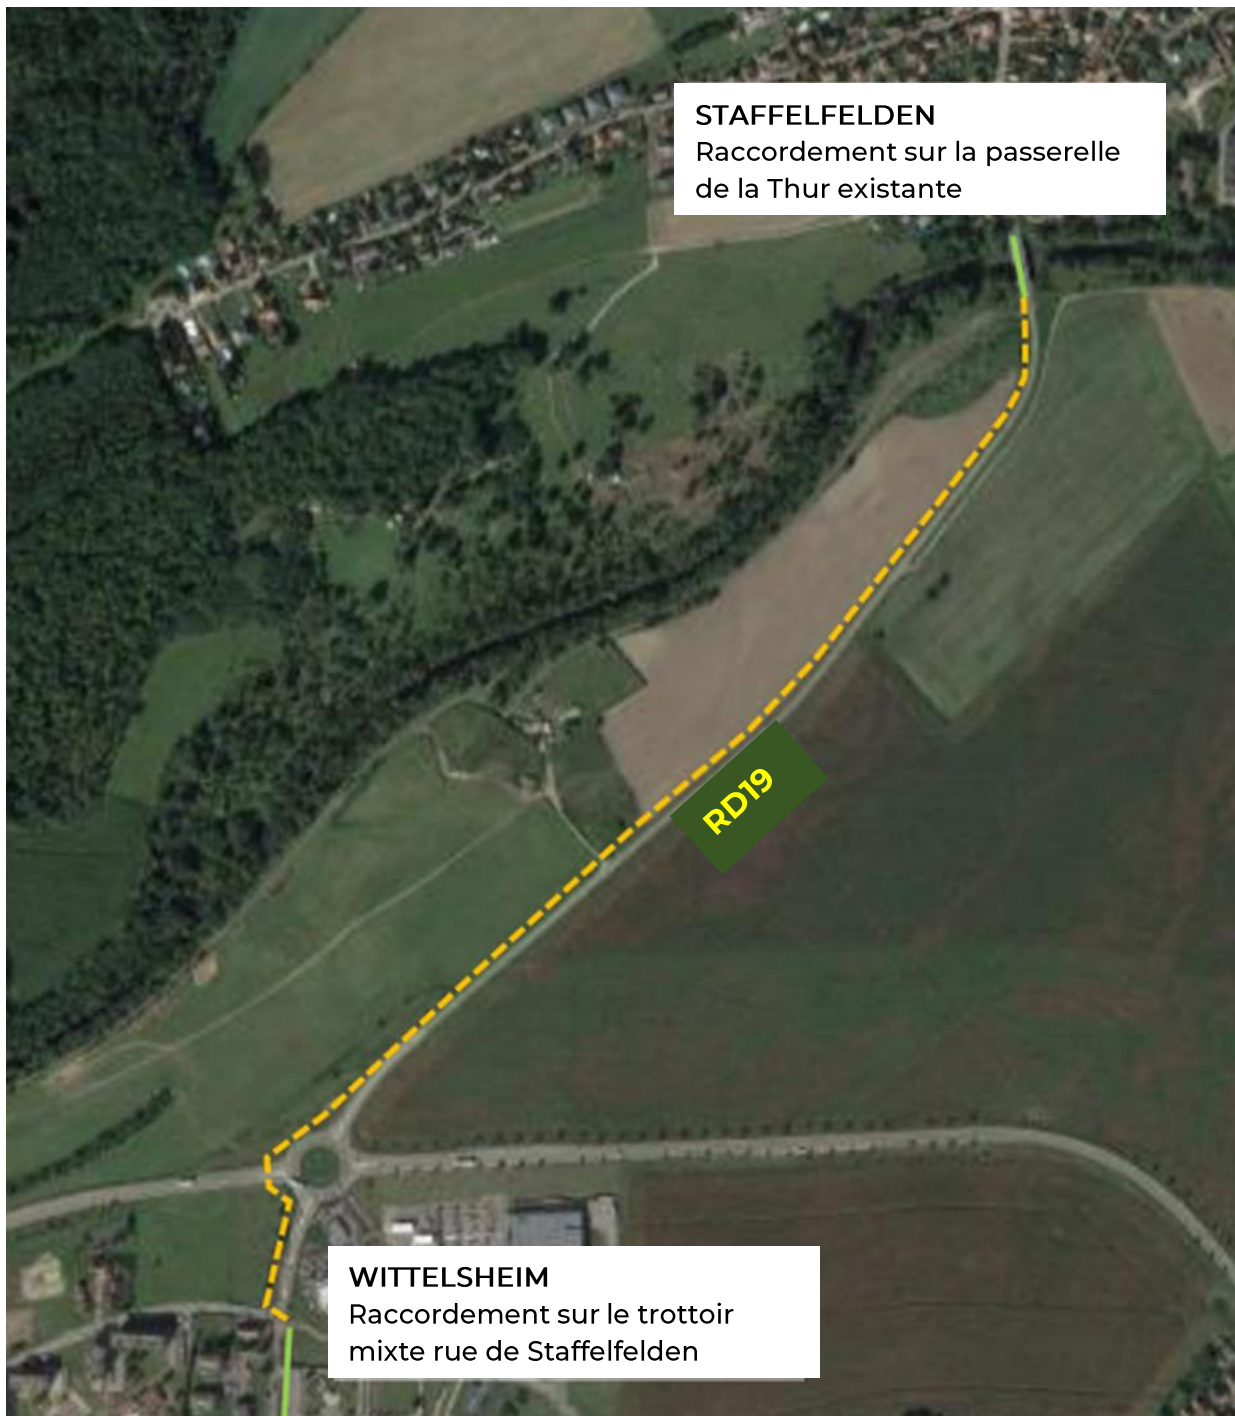 STAFFELFELDEN
Raccordement sur la passerelle
de la Thur existante
RD19
WITTELSHEIM
Raccordement sur le trottoir
mixte rue de Staffelfelden